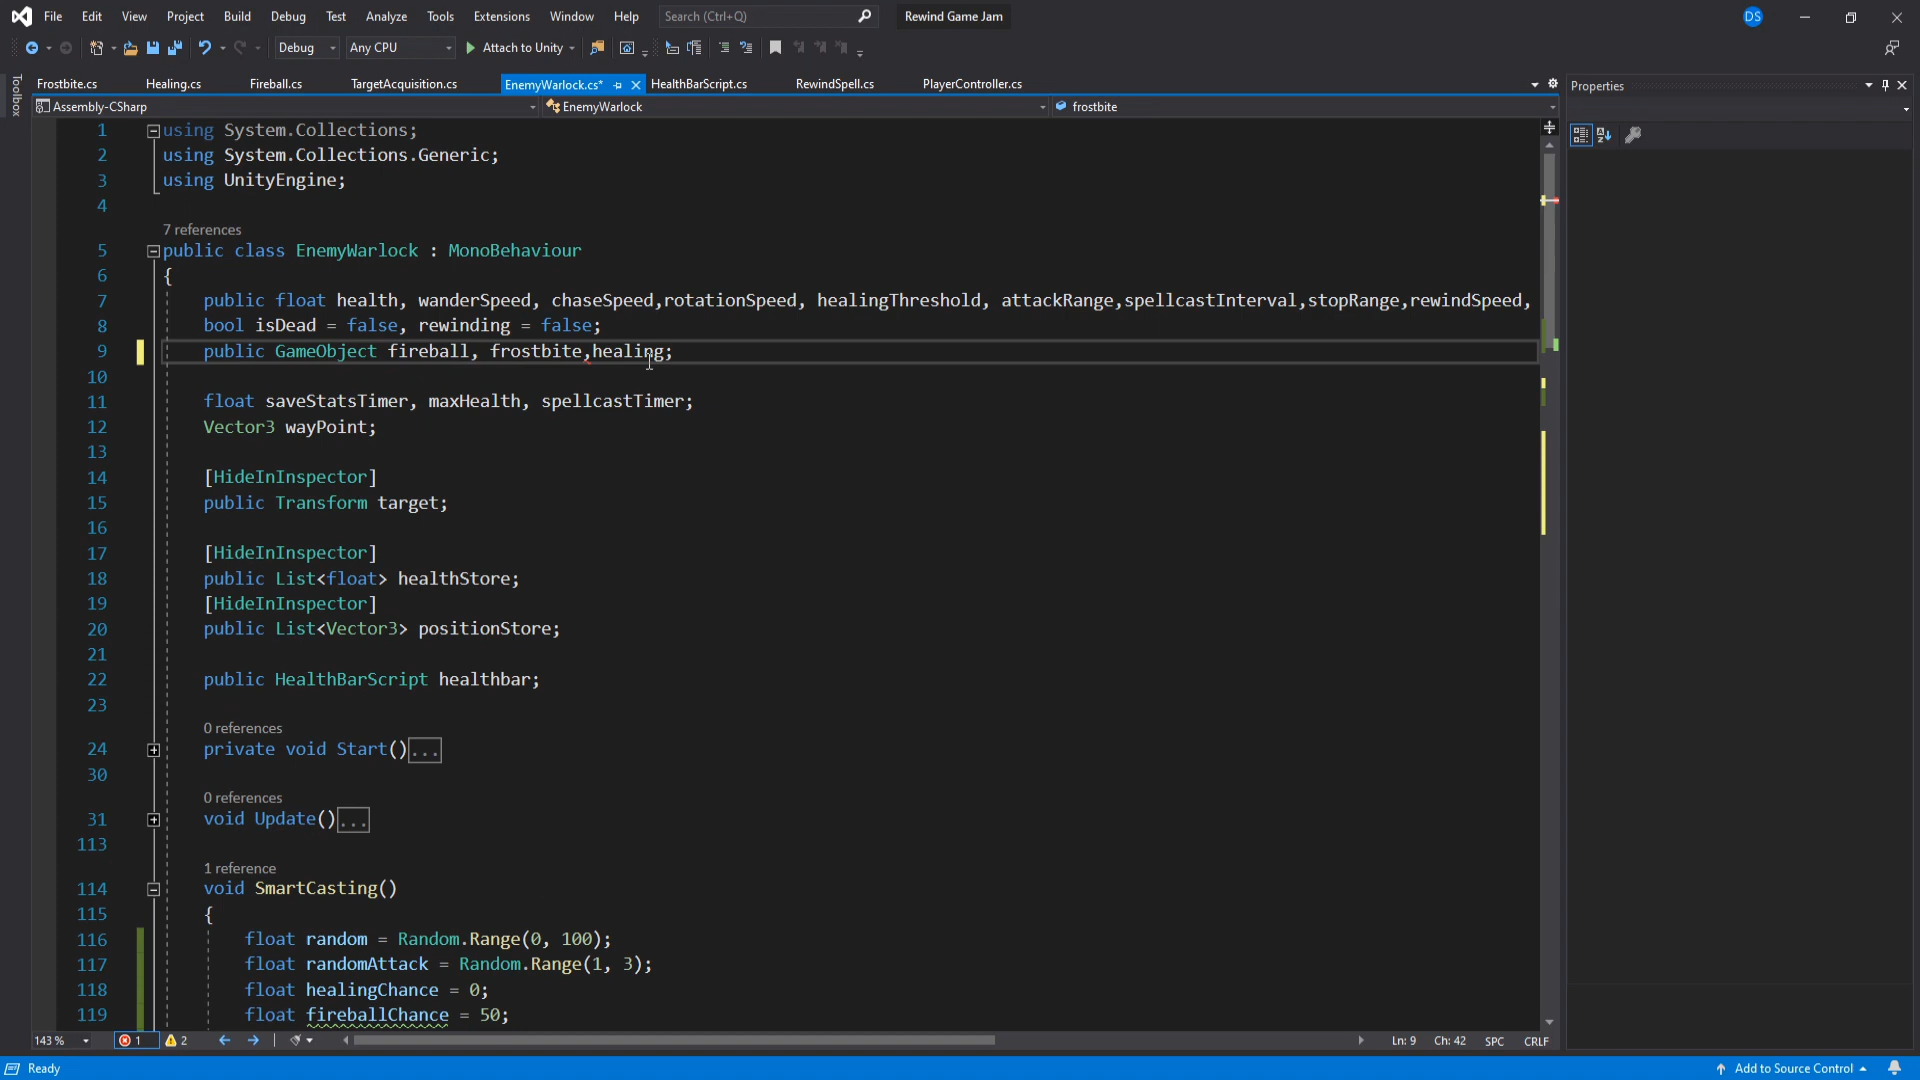 File Edit View Project Build Debug Test Analyze Tools Extensions Window Help Search (Ctrl+Q) Rewind Game Jam DS
Debug Any CPU Attach to Unity
Toolbox
Frostbite.cs Healing.cs Fireball.cs TargetAcquisition.cs EnemyWarlock.cs* HealthBarScript.cs RewindSpell.cs PlayerController.cs
Properties
Assembly-CSharp EnemyWarlock frostbite
1 using System.Collections;
2 using System.Collections.Generic;
3 using UnityEngine;
4
7 references
5 public class EnemyWarlock : MonoBehaviour
6 {
7 public float health, wanderSpeed, chaseSpeed,rotationSpeed, healingThreshold, attackRange,spellcastInterval,stopRange,rewindSpeed,
8 bool isDead = false, rewinding = false;
9 public GameObject fireball, frostbite,healing;
10
11 float saveStatsTimer, maxHealth, spellcastTimer;
12 Vector3 wayPoint;
13
14 [HideInInspector]
15 public Transform target;
16
17 [HideInInspector]
18 public List<float> healthStore;
19 [HideInInspector]
20 public List<Vector3> positionStore;
21
22 public HealthBarScript healthbar;
23
0 references
24 private void Start()...
30
0 references
31 void Update()...
113
1 reference
114 void SmartCasting()
115 {
116 float random = Random.Range(0, 100);
117 float randomAttack = Random.Range(1, 3);
118 float healingChance = 0;
119 float fireballChance = 50;
143 % 1 2 Ln: 9 Ch: 42 SPC CRLF
Ready Add to Source Control